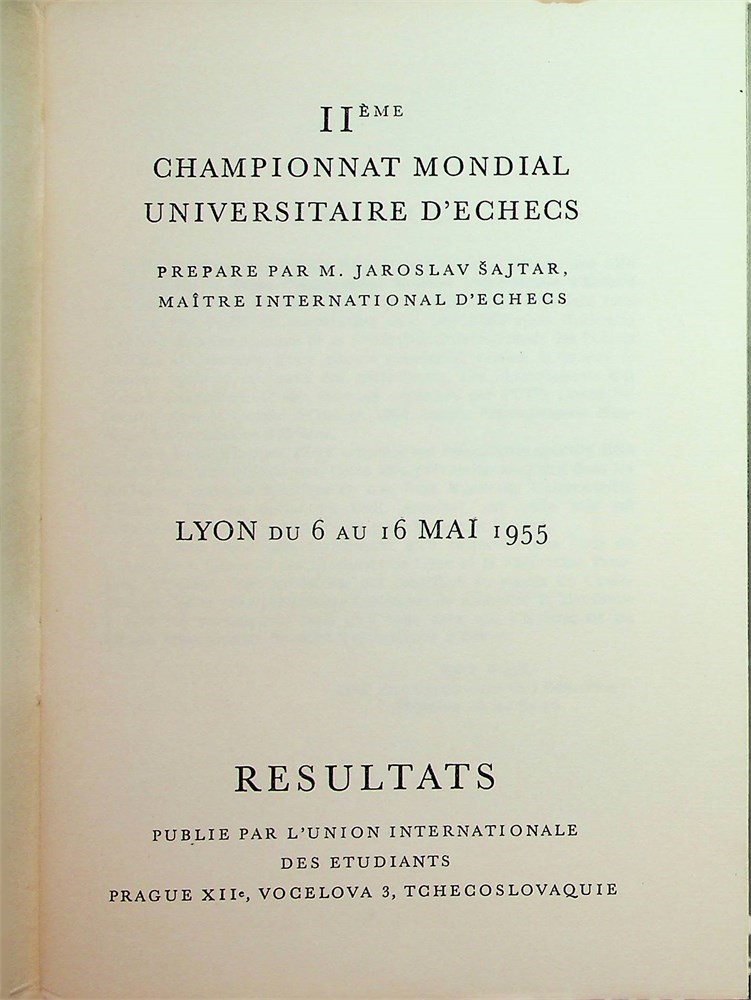 IIÈME
CHAMPIONNAT MONDIAL
UNIVERSITAIRE D'ECHECS
PREPARE PAR M. JAROSLAV ŠAJTAR,
MAÎTRE INTERNATIONAL D'ECHECS
LYON DU 6 AU 16 MAÏ 1955
RESULTATS
PUBLIE PAR L'UNION INTERNATIONALE
DES ETUDIANTS
PRAGUE XIIe, VOCELOVA 3, TCHECOSLOVAQUIE